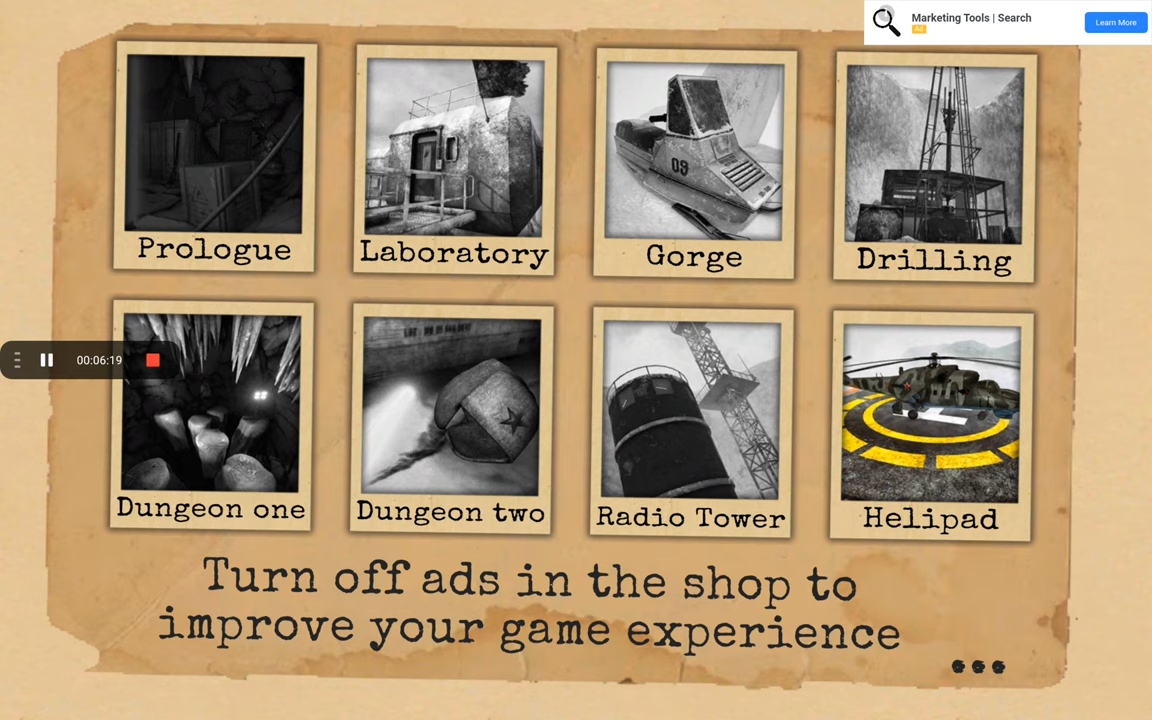 Marketing Tools | Search
Ad
Learn More
Prologue
Laboratory
09
Gorge
Drilling
00:06:19
Dungeon one
Dungeon two
Radio Tower
Helipad
Turn off ads in the shop to
improve your game experience